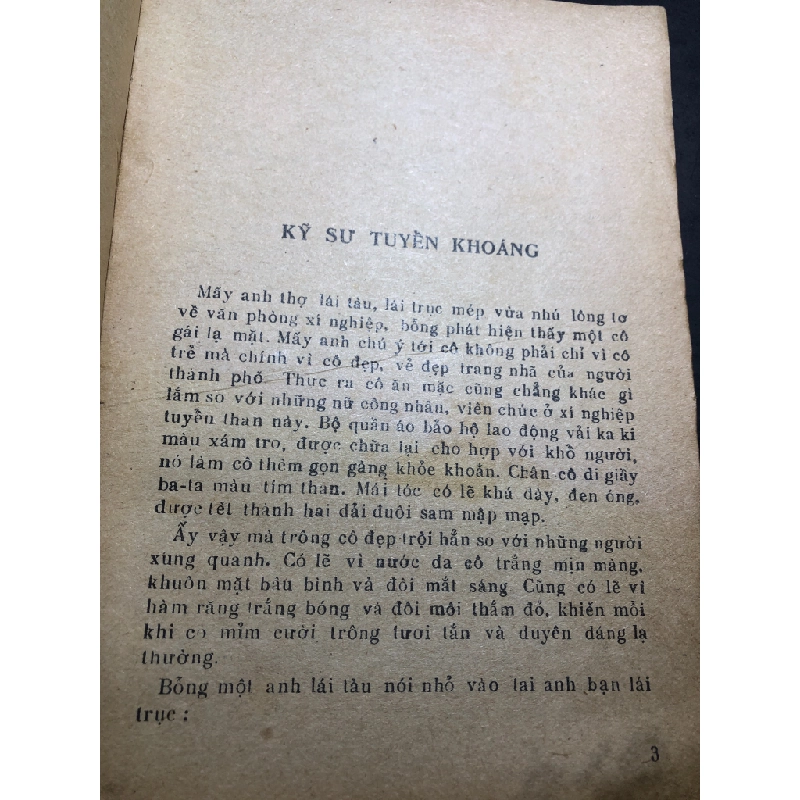 KỸ SƯ TUYỀN KHOÁNG
Mấy anh thợ lái tàu, lái trục mép vừa nhú lông tơ
về văn phòng xí nghiệp, bỗng phát hiện thấy một cô
gái lạ mặt. Mấy anh chú ý tới cô không phải chỉ vì cô
trẻ mà chính vì cô đẹp, vẻ đẹp trang nhã của người
thành phố. Thực ra cô ăn mặc cũng chẳng khác gì
lắm so với những nữ công nhân, viên chức ở xí nghiệp
tuyền than này. Bộ quần áo bảo hộ lao động vải ka ki
màu xám tro, được chữa lại cho hợp với khổ người,
nó làm cô thêm gọn gàng khỏe khoắn. Chân cô đi giầy
ba-ta màu tím than. Mái tóc có lẽ khá dày, đen óng,
được tết thành hai dải đuôi sam mập mạp.
Ấy vậy mà trông cô đẹp trội hẳn so với những người
xung quanh. Có lẽ vì nước da cô trắng mịn màng,
khuôn mặt bầu bĩnh và đôi mắt sáng. Cũng có lẽ vì
hàm răng trắng bóng và đôi môi thắm đỏ, khiến mỗi
khi cô mỉm cười trông tươi tắn và duyên dáng lạ
thường.
Bỗng một anh lái tàu nói nhỏ vào tai anh bạn lái
trục :
3